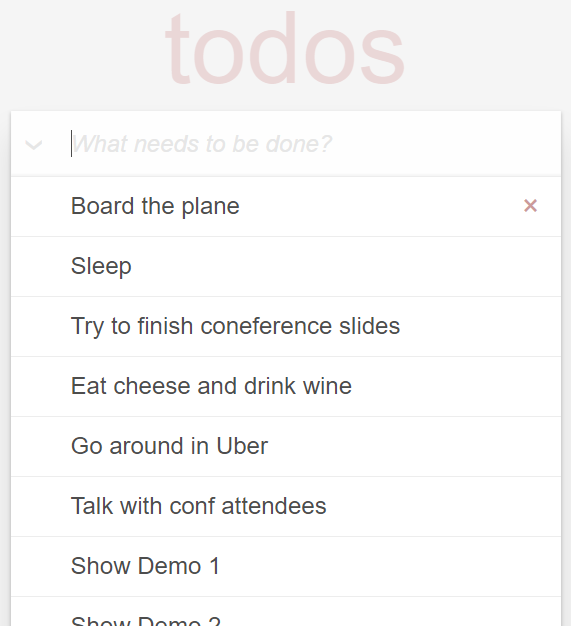 todos
What needs to be done?
Board the plane
Sleep
Try to finish coneference slides
Eat cheese and drink wine
Go around in Uber
Talk with conf attendees
Show Demo 1
Show Demo 2